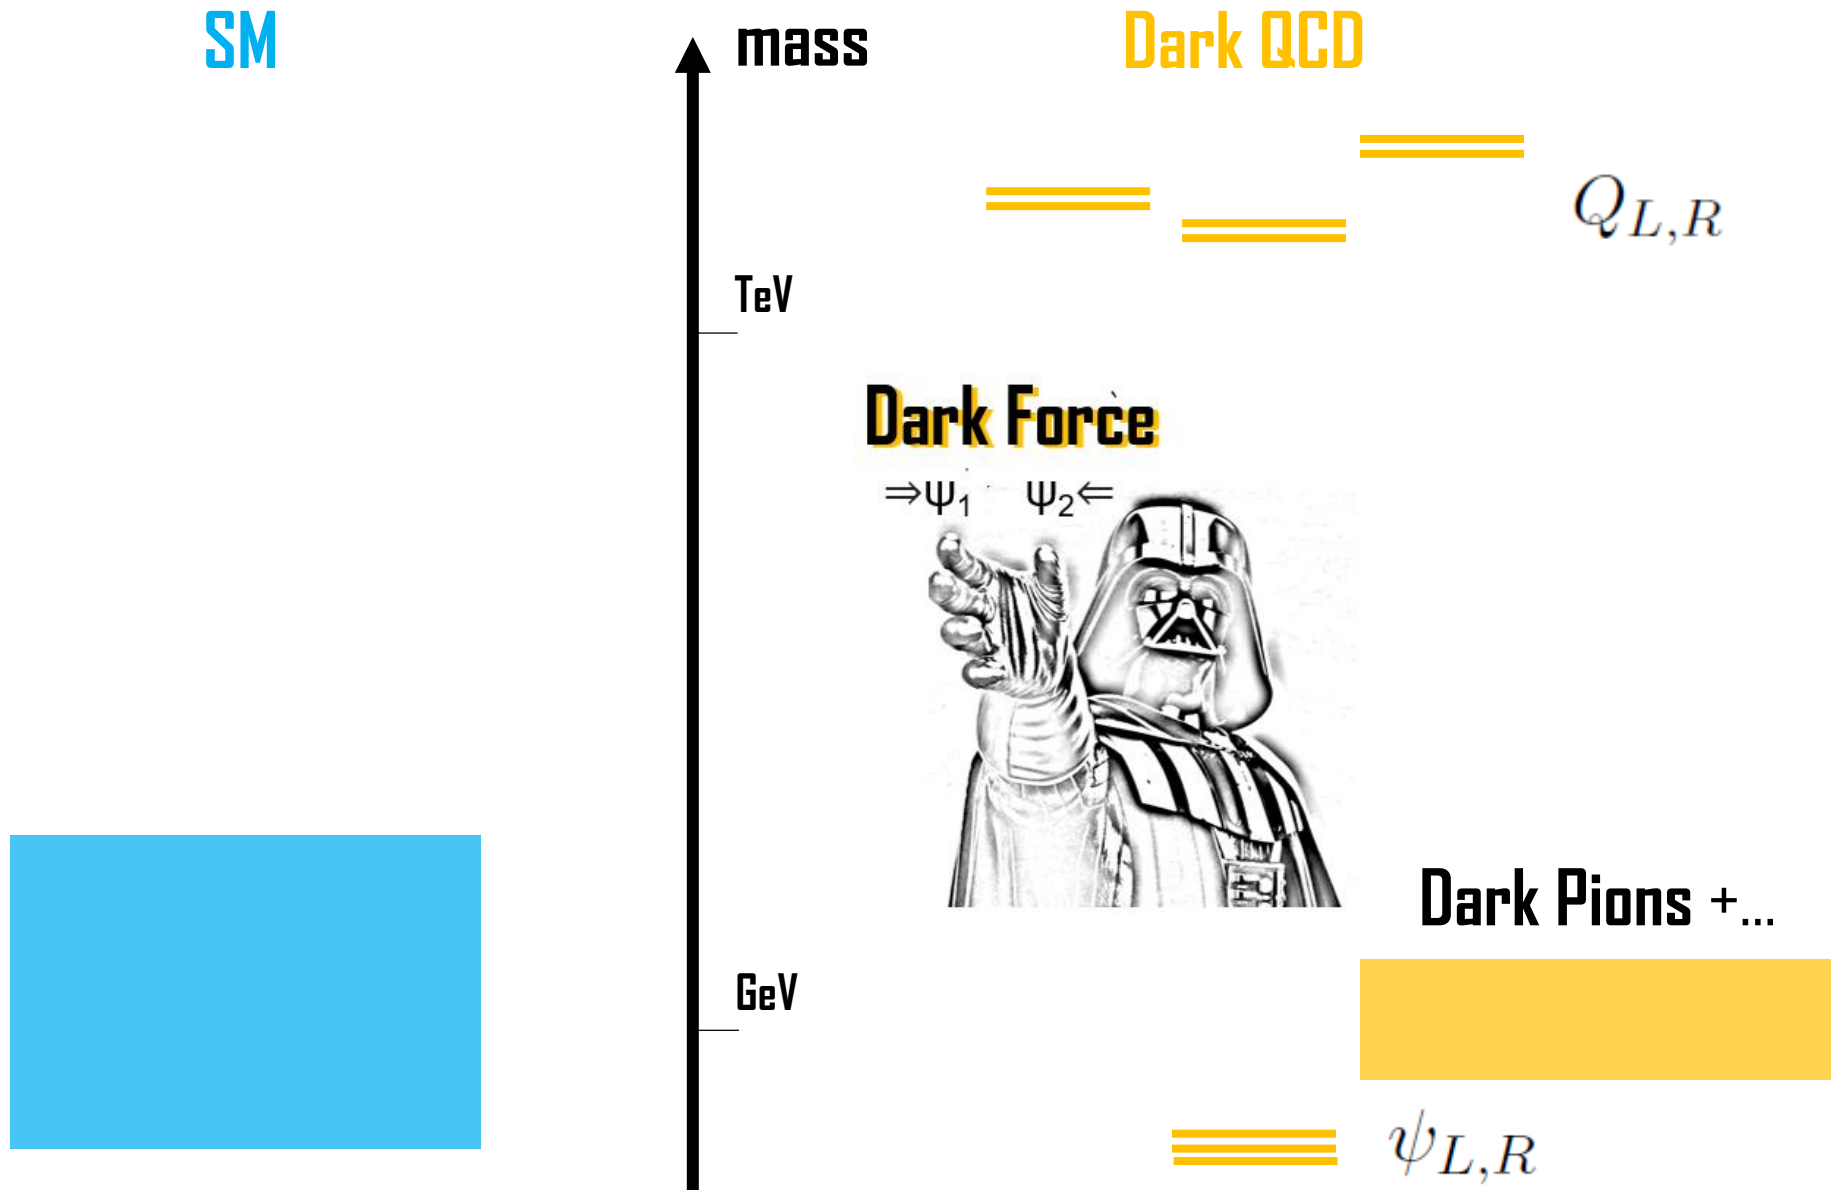 SM
mass
Dark QCD
Q_{L,R}
TeV
Dark Force
⇒ψ₁ ψ₂⇐
Dark Pions +...
GeV
ψ_{L,R}